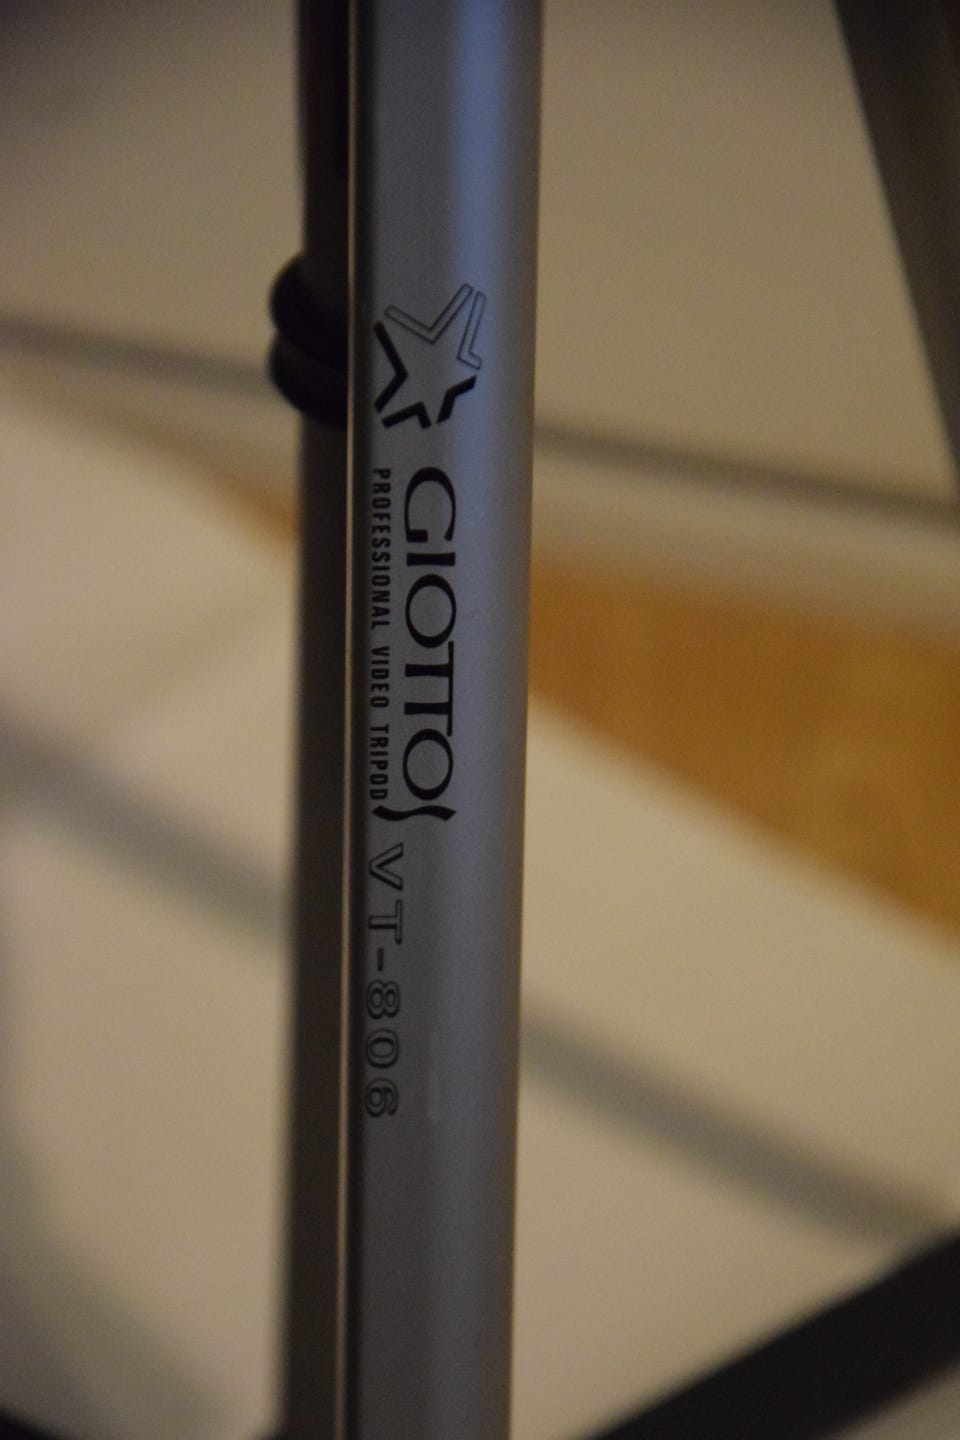 GIOTTOS
PROFESSIONAL VIDEO TRIPOD
VT-806